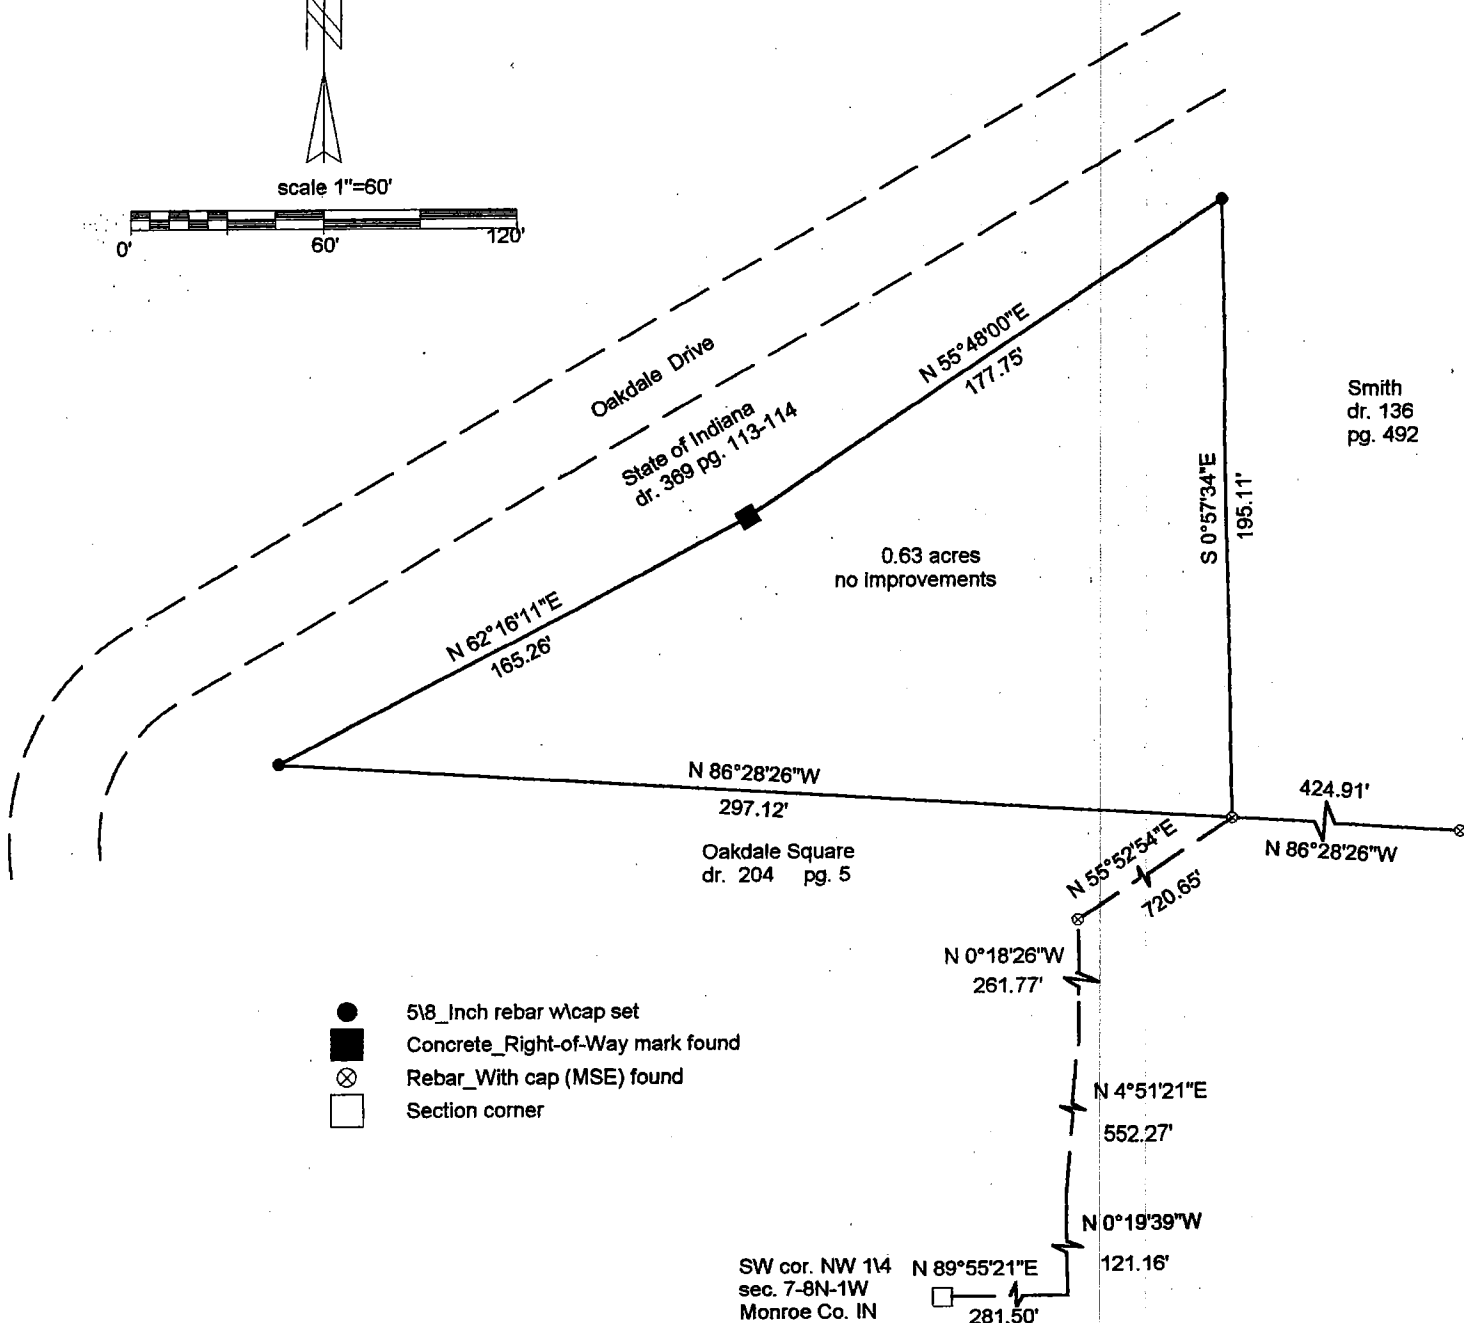 scale 1"=60'
0'
60'
120'
Oakdale Drive
State of Indiana
dr. 369 pg. 113-114
N 55°48'00"E
177.75'
Smith
dr. 136
pg. 492
S 0°57'34"E
195.11'
0.63 acres
no improvements
N 62°16'11"E
165.26'
N 86°28'26"W
297.12'
424.91'
N 86°28'26"W
Oakdale Square
dr. 204 pg. 5
N 55°52'54"E
720.65'
N 0°18'26"W
261.77'
5\8_Inch rebar w\cap set
Concrete_Right-of-Way mark found
Rebar_With cap (MSE) found
Section corner
N 4°51'21"E
552.27'
N 0°19'39"W
121.16'
SW cor. NW 1\4
sec. 7-8N-1W
Monroe Co. IN
N 89°55'21"E
281.50'